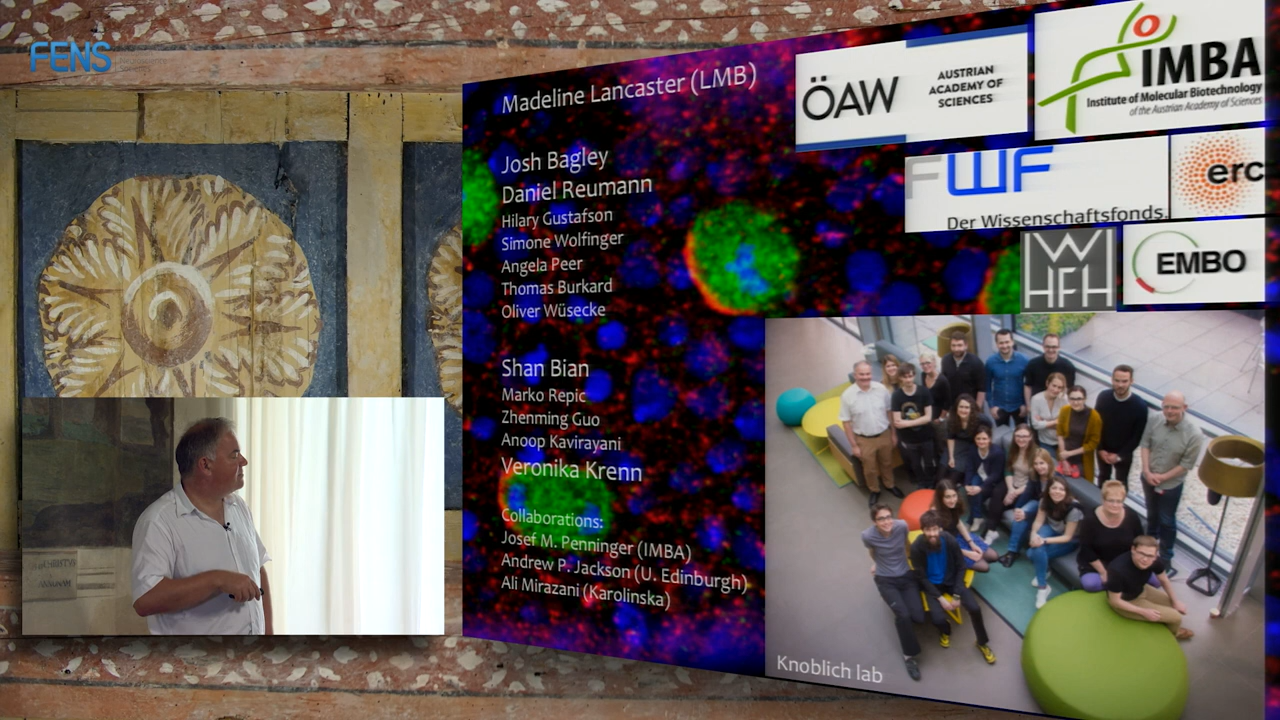 FENS
Madeline Lancaster (LMB)
Josh Bagley
Daniel Reumann
Hilary Gustafson
Simone Wolfinger
Angela Peer
Thomas Burkard
Oliver Wüsecke
Shan Bian
Marko Repic
Zhenming Guo
Anoop Kavirayani
Veronika Krenn
Collaborations:
Josef M. Penninger (IMBA)
Andrew P. Jackson (U. Edinburgh)
Ali Mirazani (Karolinska)
ÖAW
AUSTRIAN
ACADEMY OF
SCIENCES
IMBA
Institute of Molecular Biotechnology
of the Austrian Academy of Sciences
FWF
Der Wissenschaftsfonds.
erc
WHFH
EMBO
Knoblich lab